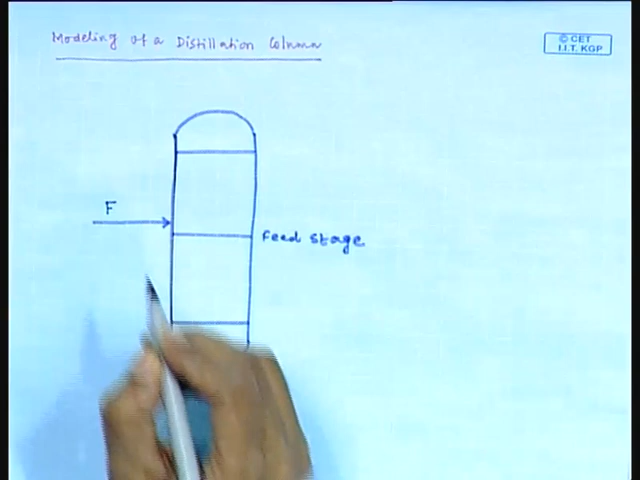 Modeling of a Distillation Column
© CET
I.I.T. KGP
F
Feed stage